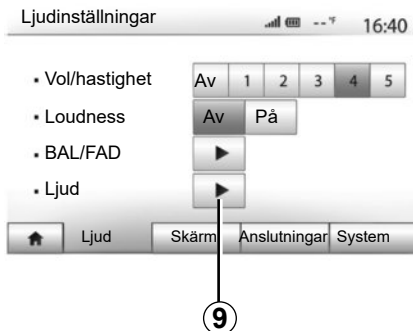 Ljudinställningar --°F 16:40
▪ Vol/hastighet Av 1 2 3 4 5
▪ Loudness Av På
▪ BAL/FAD
▪ Ljud
Ljud Skärm Anslutningar System
9